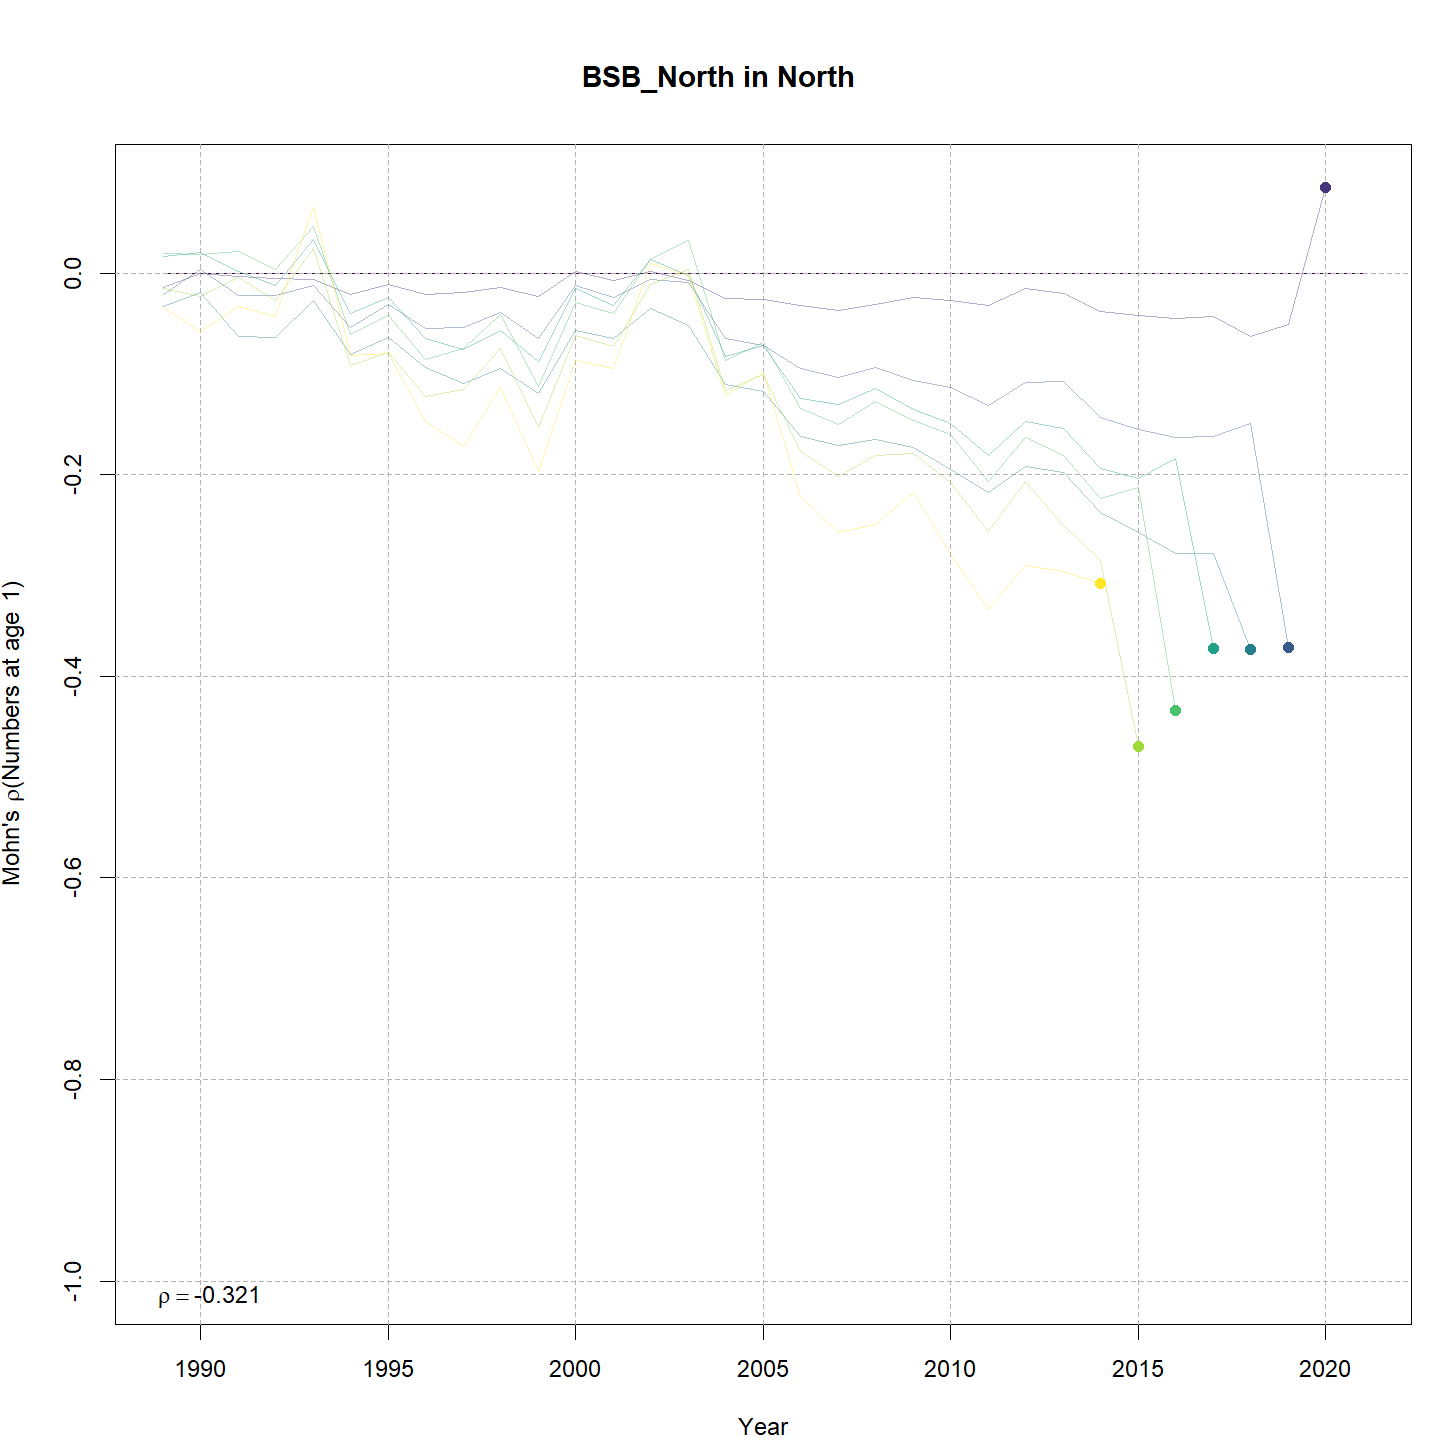 BSB_North in North
Mohn's ρ(Numbers at age 1)
0.0
-0.2
-0.4
-0.6
-0.8
-1.0
ρ = -0.321
1990 1995 2000 2005 2010 2015 2020
Year